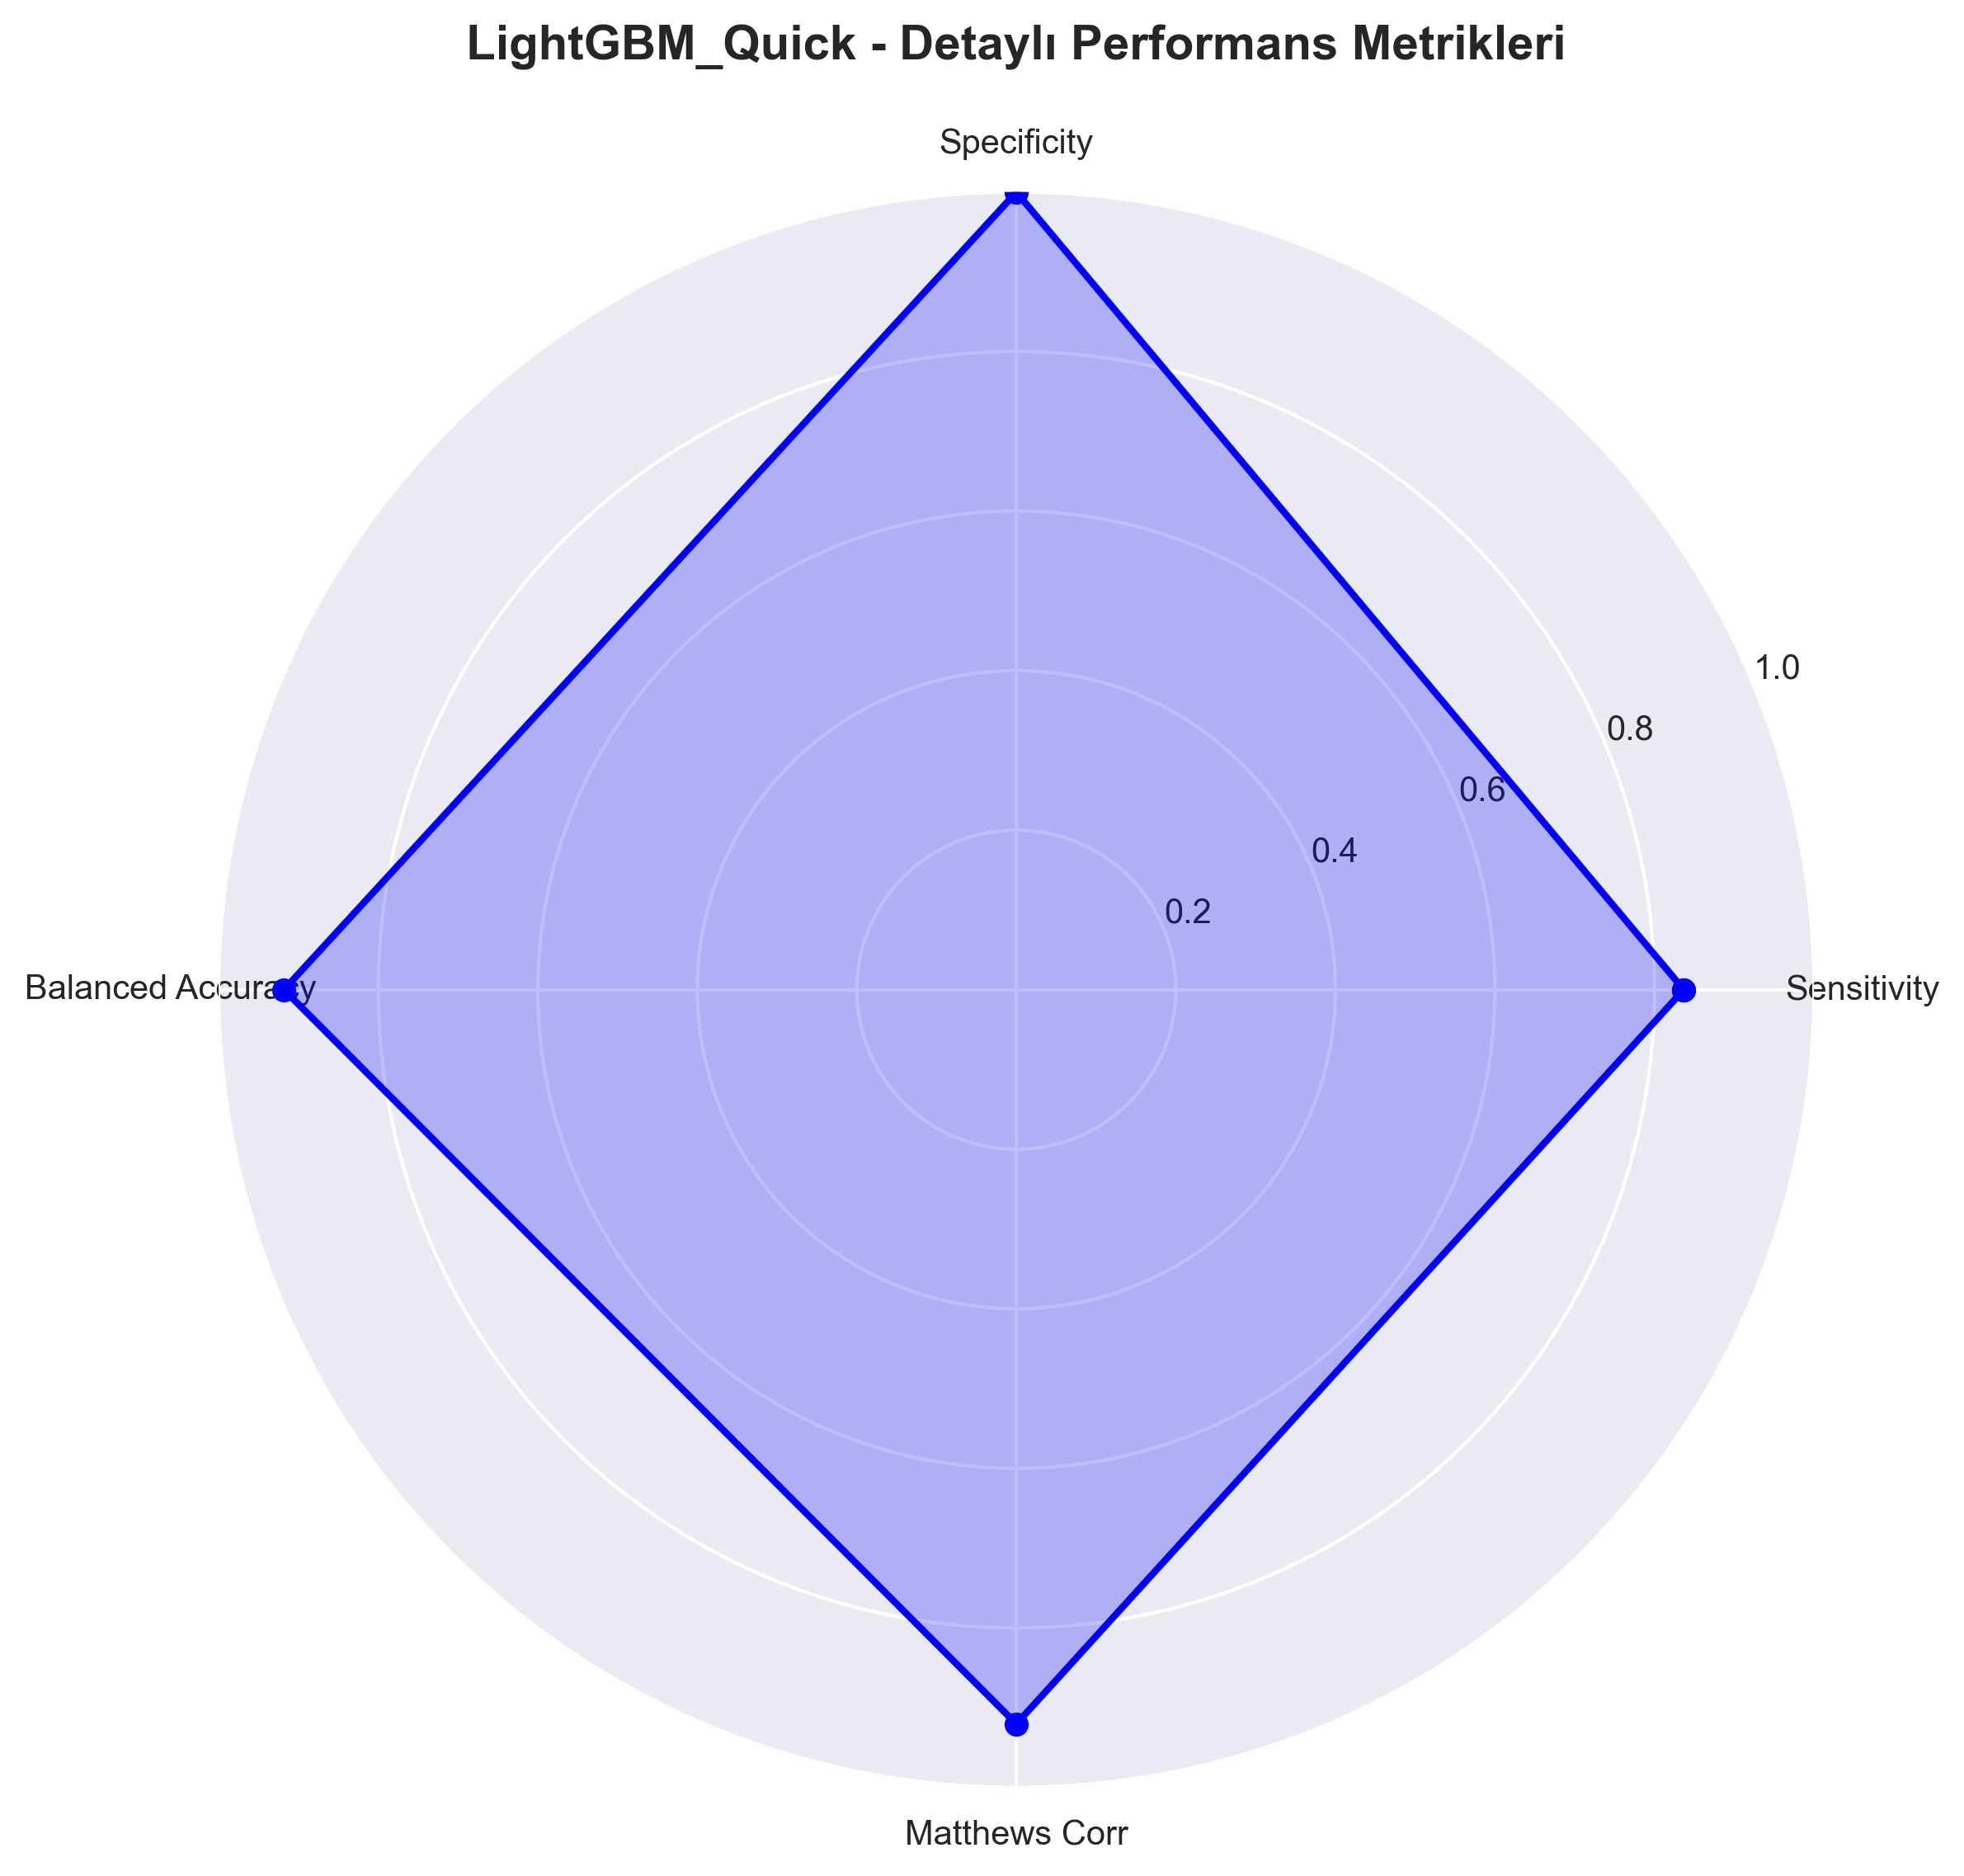 LightGBM_Quick - Detaylı Performans Metrikleri
Specificity
1.0
0.8
0.6
0.4
0.2
Balanced Accuracy
Sensitivity
Matthews Corr